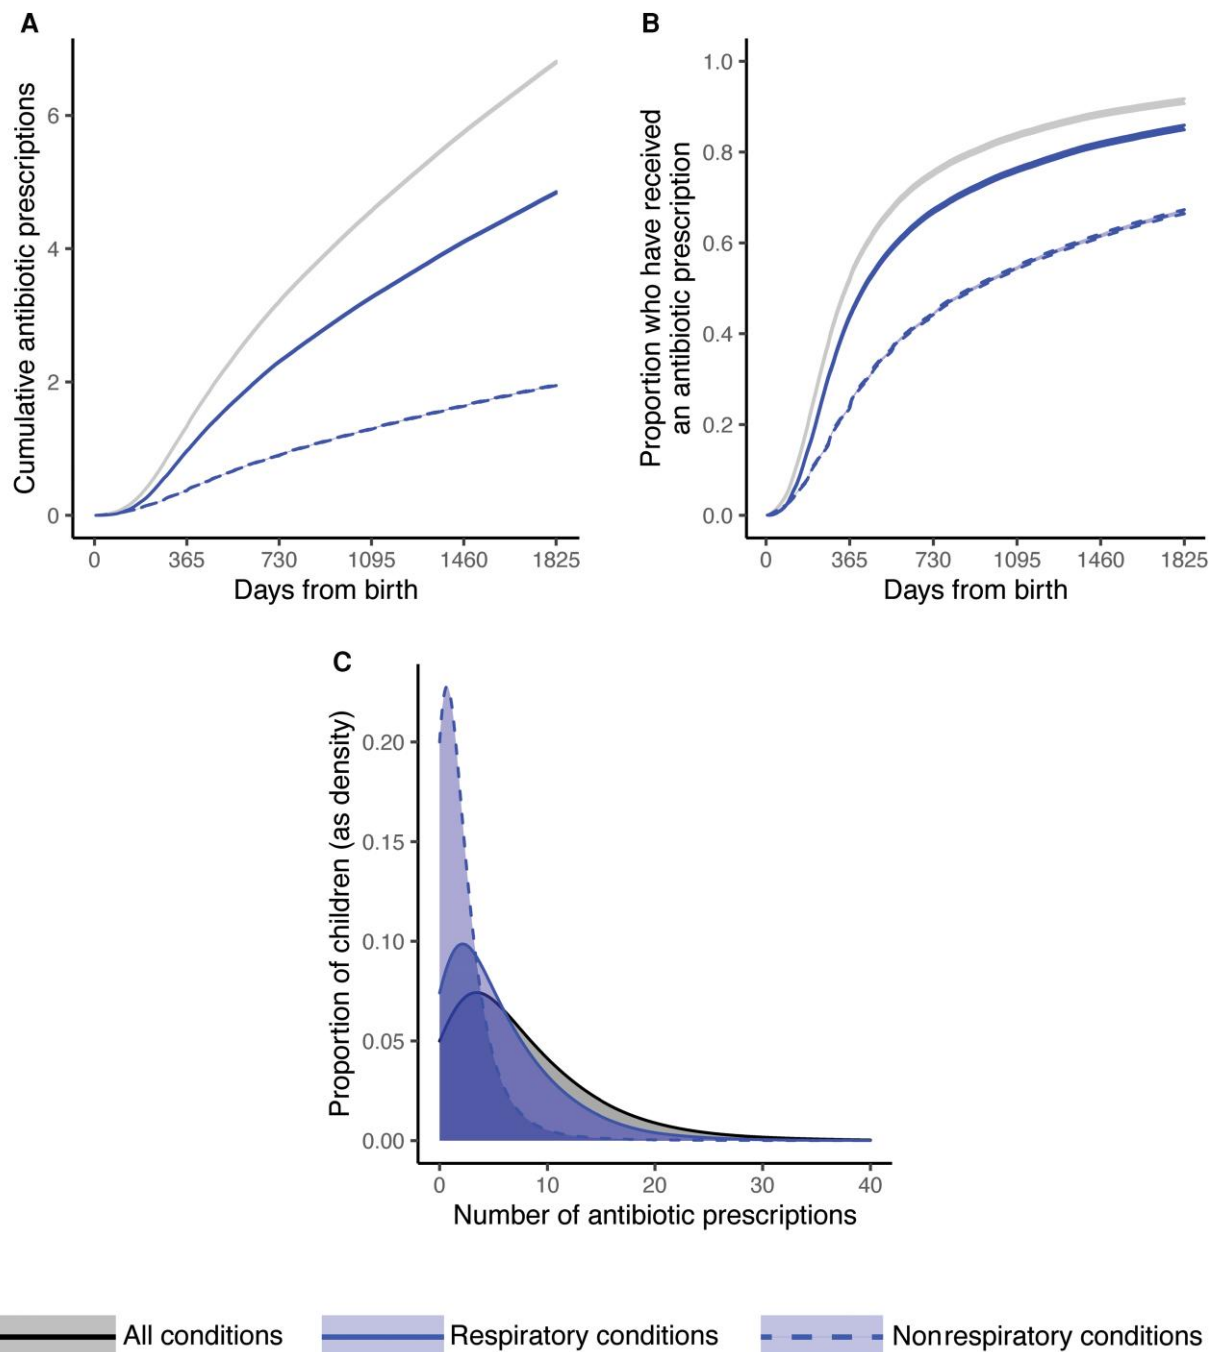 A
Cumulative antibiotic prescriptions
6
4
2
0
0 365 730 1095 1460 1825
Days from birth
B
Proportion who have received
an antibiotic prescription
1.0
0.8
0.6
0.4
0.2
0.0
0 365 730 1095 1460 1825
Days from birth
C
Proportion of children (as density)
0.20
0.15
0.10
0.05
0.00
0 10 20 30 40
Number of antibiotic prescriptions
All conditions Respiratory conditions Nonrespiratory conditions